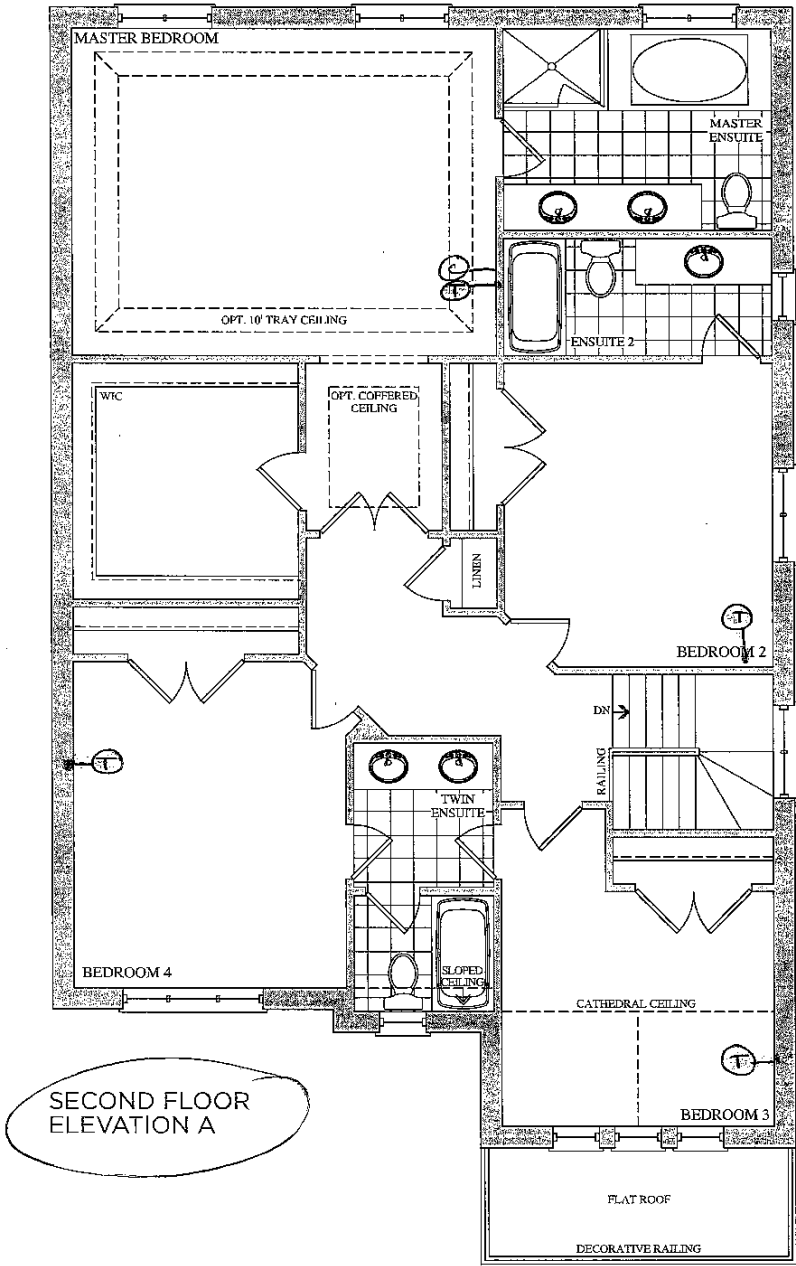 MASTER BEDROOM
MASTER
ENSUITE
OPT. 10' TRAY CEILING
C
T
ENSUITE 2
WIC
OPT. COFFERED
CEILING
LINEN
T
BEDROOM 2
DN
RAILING
T
TWIN
ENSUITE
BEDROOM 4
SLOPED
CEILING
CATHEDRAL CEILING
T
BEDROOM 3
SECOND FLOOR
ELEVATION A
FLAT ROOF
DECORATIVE RAILING